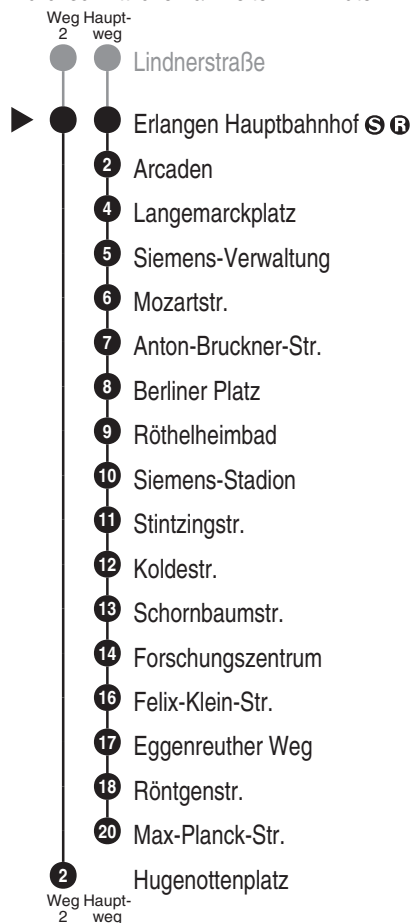 Weg Haupt-
2 weg
Lindnerstraße
Erlangen Hauptbahnhof S R
2 Arcaden
4 Langemarckplatz
5 Siemens-Verwaltung
6 Mozartstr.
7 Anton-Bruckner-Str.
8 Berliner Platz
9 Röthelheimbad
10 Siemens-Stadion
11 Stintzingstr.
12 Koldestr.
13 Schornbaumstr.
14 Forschungszentrum
16 Felix-Klein-Str.
17 Eggenreuther Weg
18 Röntgenstr.
20 Max-Planck-Str.
2 Hugenottenplatz
Weg Haupt-
2 weg